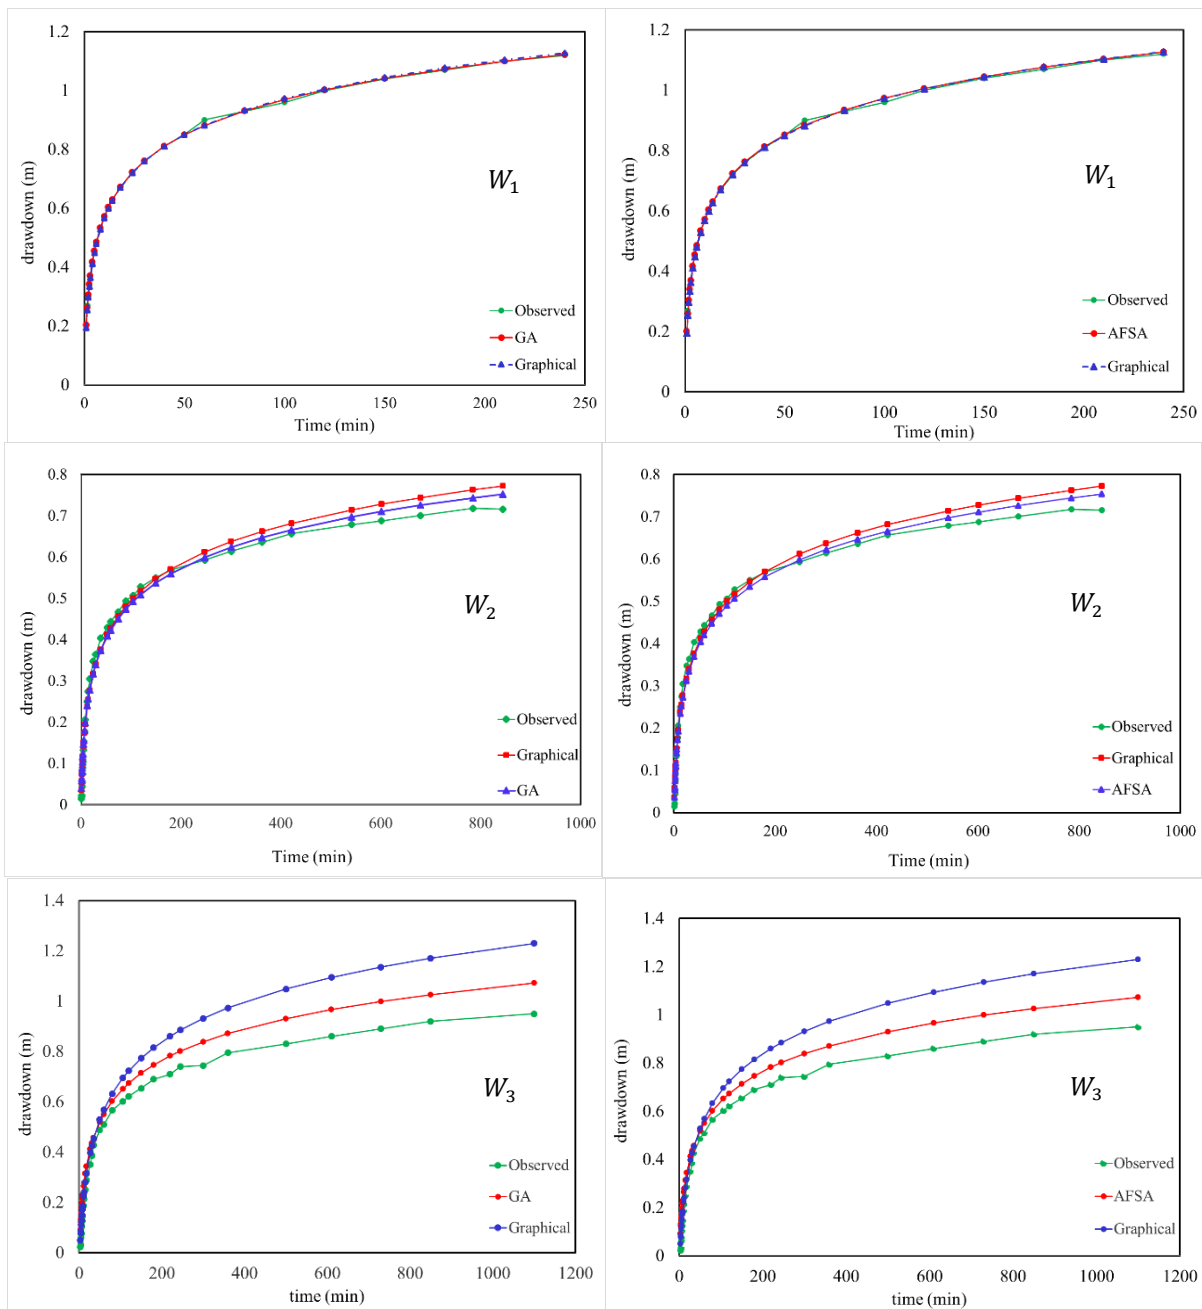 1.2
1
0.8
0.6
0.4
0.2
0
drawdown (m)
W1
Observed
GA
Graphical
0 50 100 150 200 250
Time (min)
1.2
1
0.8
0.6
0.4
0.2
0
drawdown (m)
W1
Observed
AFSA
Graphical
0 50 100 150 200 250
Time (min)
0.8
0.7
0.6
0.5
0.4
0.3
0.2
0.1
0
drawdown (m)
W2
Observed
Graphical
GA
0 200 400 600 800 1000
Time (min)
0.8
0.7
0.6
0.5
0.4
0.3
0.2
0.1
0
drawdown (m)
W2
Observed
Graphical
AFSA
0 200 400 600 800 1000
Time (min)
1.4
1.2
1
0.8
0.6
0.4
0.2
0
drawdown (m)
W3
Observed
GA
Graphical
0 200 400 600 800 1000 1200
time (min)
1.4
1.2
1
0.8
0.6
0.4
0.2
0
drawdown (m)
W3
Observed
AFSA
Graphical
0 200 400 600 800 1000 1200
time (min)